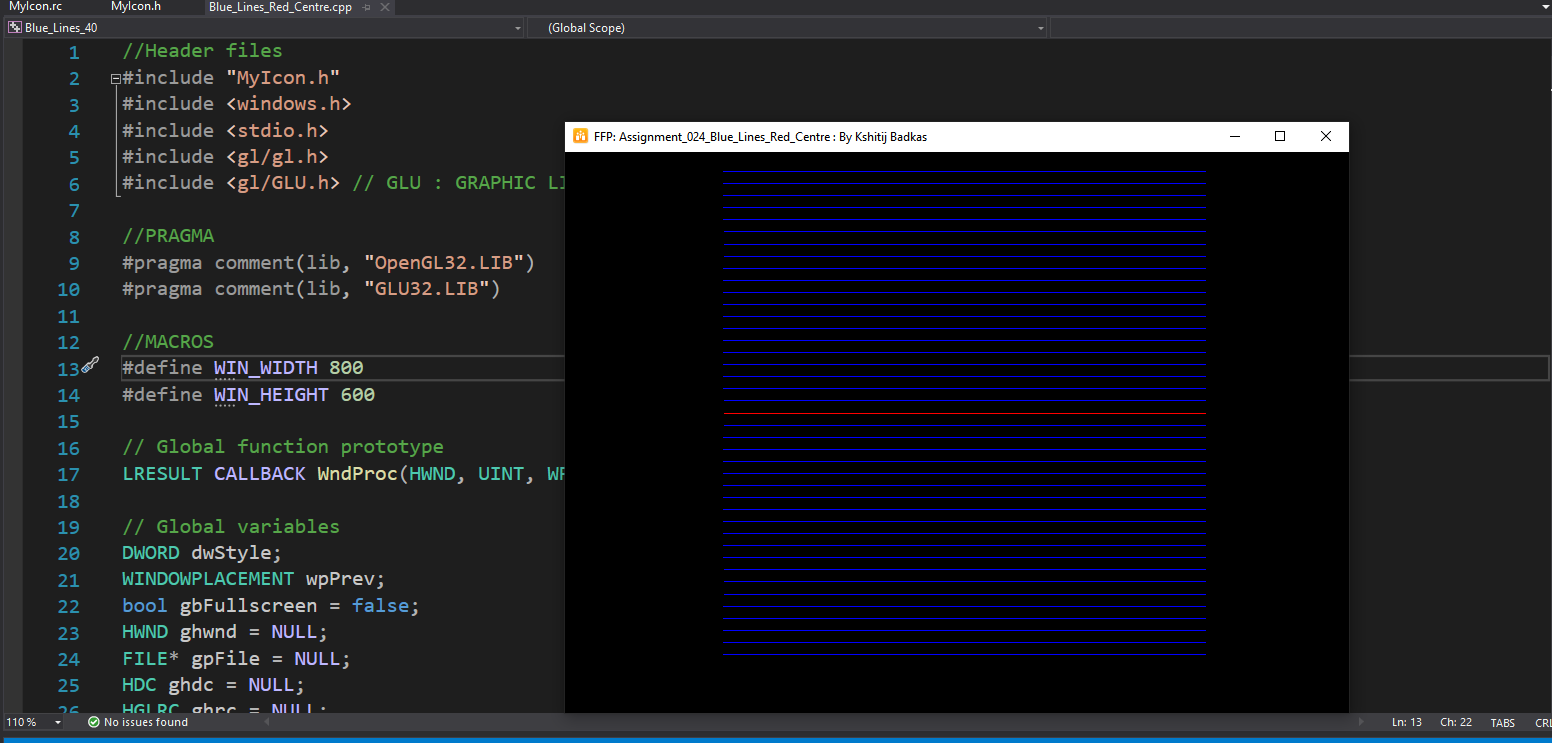 MyIcon.rc MyIcon.h Blue_Lines_Red_Centre.cpp
Blue_Lines_40 (Global Scope)
1 //Header files
2 #include "MyIcon.h"
3 #include <windows.h>
4 #include <stdio.h>
5 #include <gl/gl.h>
6 #include <gl/GLU.h> // GLU : GRAPHIC LI
7
8 //PRAGMA
9 #pragma comment(lib, "OpenGL32.LIB")
10 #pragma comment(lib, "GLU32.LIB")
11
12 //MACROS
13 #define WIN_WIDTH 800
14 #define WIN_HEIGHT 600
15
16 // Global function prototype
17 LRESULT CALLBACK WndProc(HWND, UINT, WP
18
19 // Global variables
20 DWORD dwStyle;
21 WINDOWPLACEMENT wpPrev;
22 bool gbFullscreen = false;
23 HWND ghwnd = NULL;
24 FILE* gpFile = NULL;
25 HDC ghdc = NULL;
26 HGLRC ghrc = NULL;
FFP: Assignment_024_Blue_Lines_Red_Centre : By Kshitij Badkas
110 % No issues found Ln: 13 Ch: 22 TABS CRL